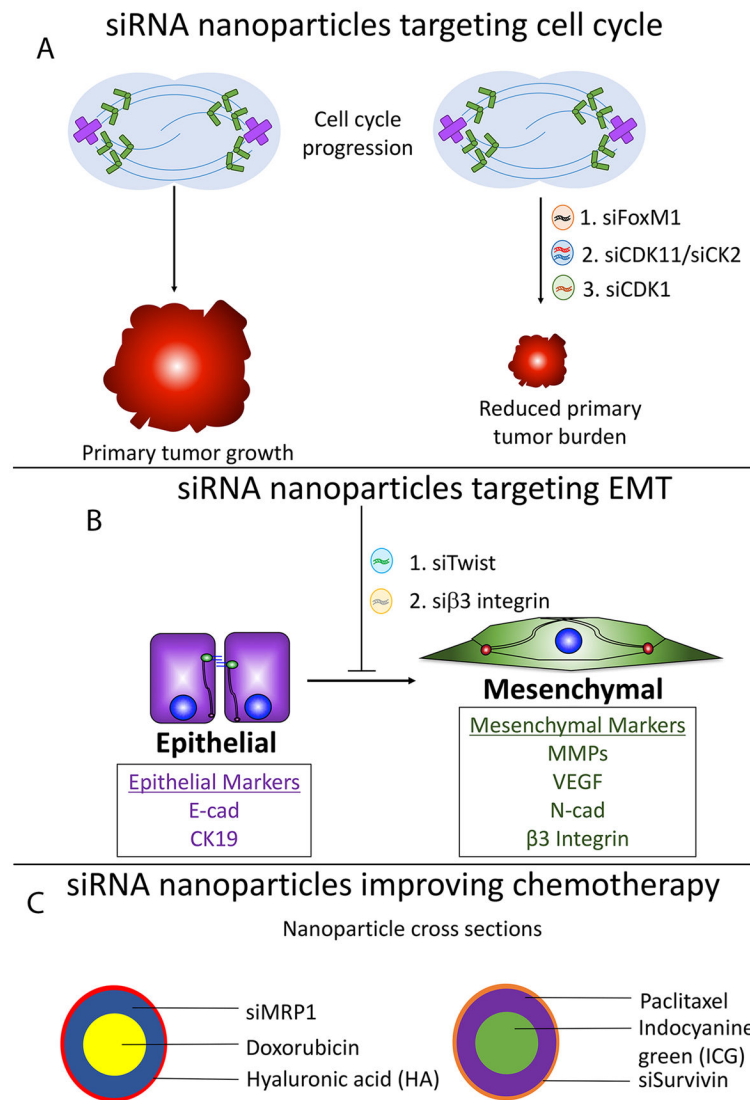 siRNA nanoparticles targeting cell cycle
A
Cell cycle
progression
1. siFoxM1
2. siCDK11/siCK2
3. siCDK1
Primary tumor growth
Reduced primary
tumor burden
siRNA nanoparticles targeting EMT
B
1. siTwist
2. siβ3 integrin
Epithelial
Mesenchymal
Epithelial Markers
E-cad
CK19
Mesenchymal Markers
MMPs
VEGF
N-cad
β3 Integrin
siRNA nanoparticles improving chemotherapy
C
Nanoparticle cross sections
siMRP1
Doxorubicin
Hyaluronic acid (HA)
Paclitaxel
Indocyanine
green (ICG)
siSurvivin